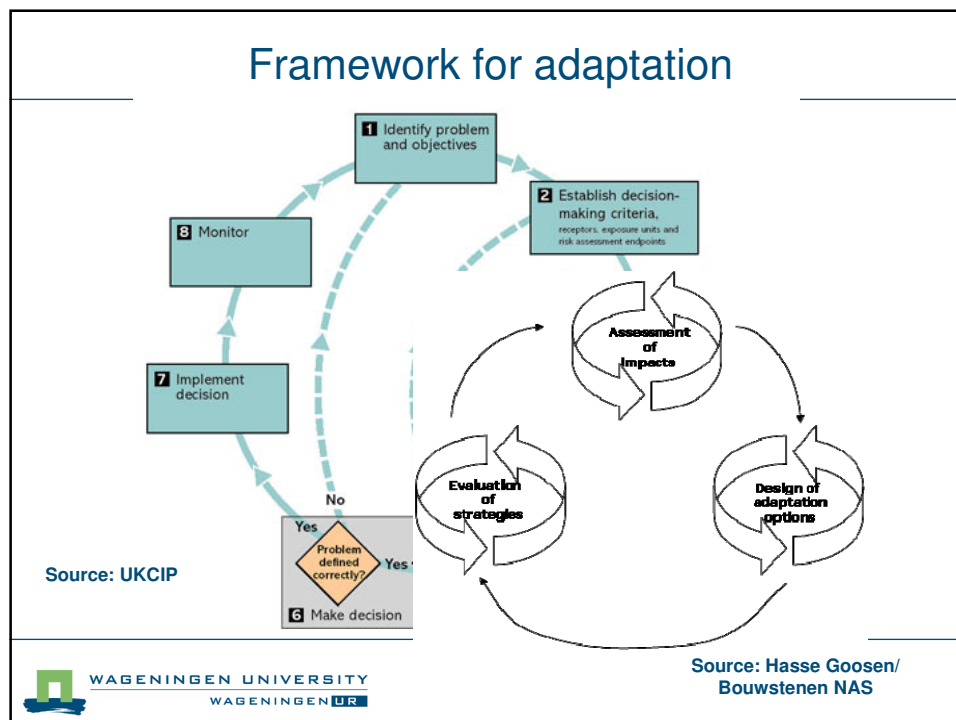 Framework for adaptation
1 Identify problem
and objectives
2 Establish decision-
making criteria,
receptors, exposure units and
risk assessment endpoints
8 Monitor
Assessment
of
impacts
7 Implement
decision
Evaluation
of
strategies
Design of
adaptation
options
No
Yes
Problem
defined
correctly?
Yes
6 Make decision
Source: UKCIP
WAGENINGEN UNIVERSITY
WAGENINGEN UR
Source: Hasse Goosen/
Bouwstenen NAS